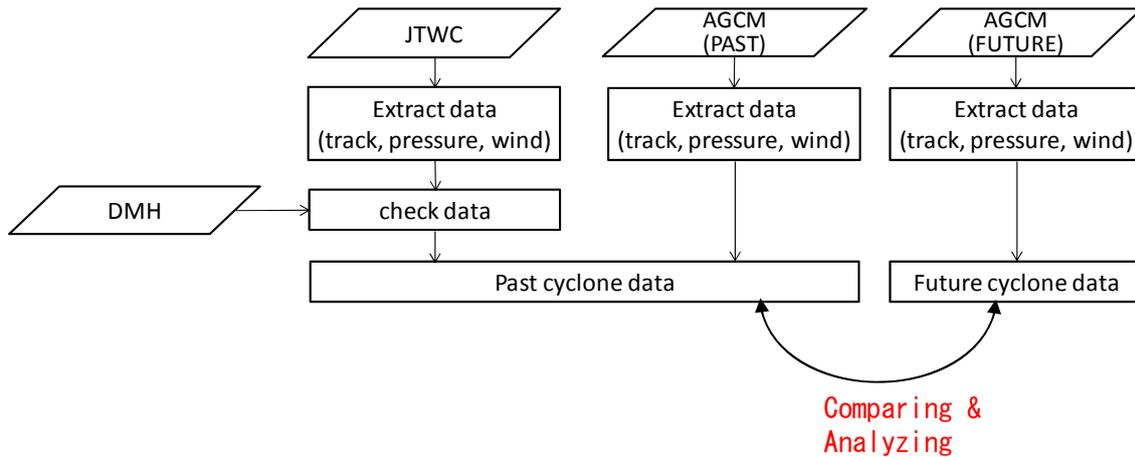 JTWC
AGCM
(PAST)
AGCM
(FUTURE)
Extract data
(track, pressure, wind)
Extract data
(track, pressure, wind)
Extract data
(track, pressure, wind)
DMH
check data
Past cyclone data
Future cyclone data
Comparing &
Analyzing